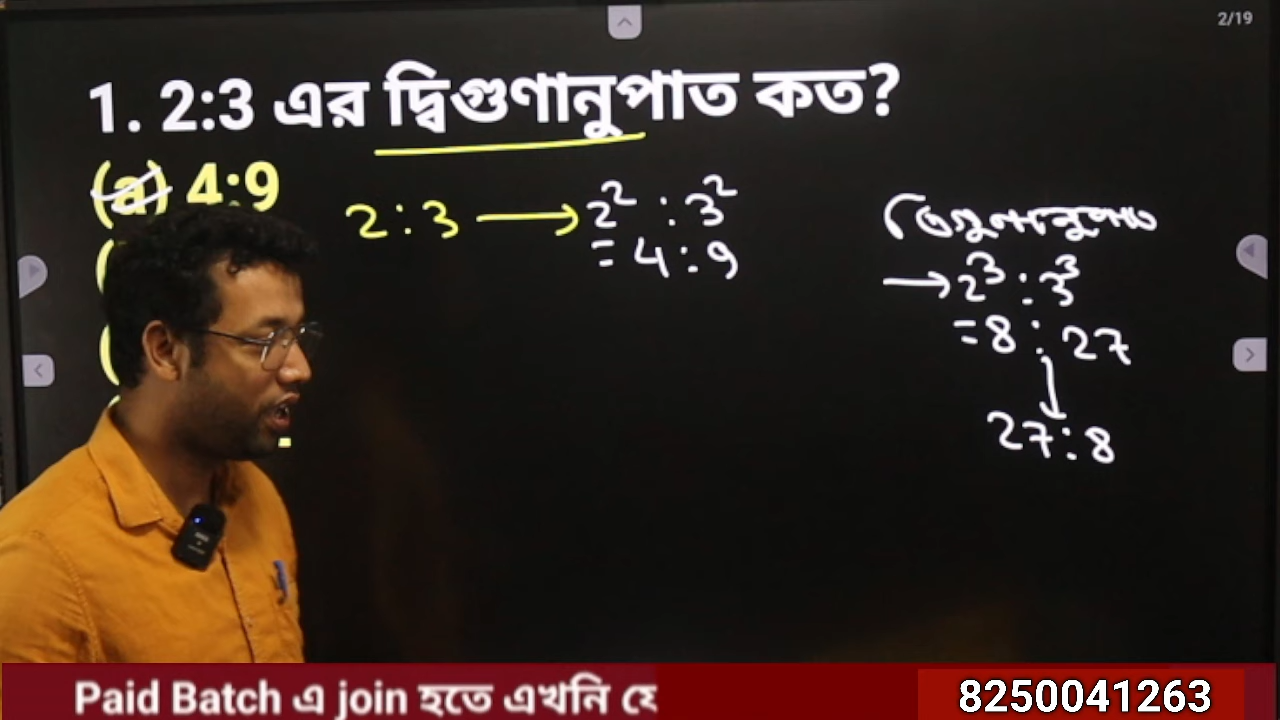 2/19
1. 2:3 এর দ্বিগুণানুপাত কত?
(a) 4:9
2:3 → 2² : 3²
= 4:9
ত্রিগুণানুপাত
→ 2³ : 3³
= 8 : 27
27:8
Paid Batch এ join হতে এখনি যে
8250041263